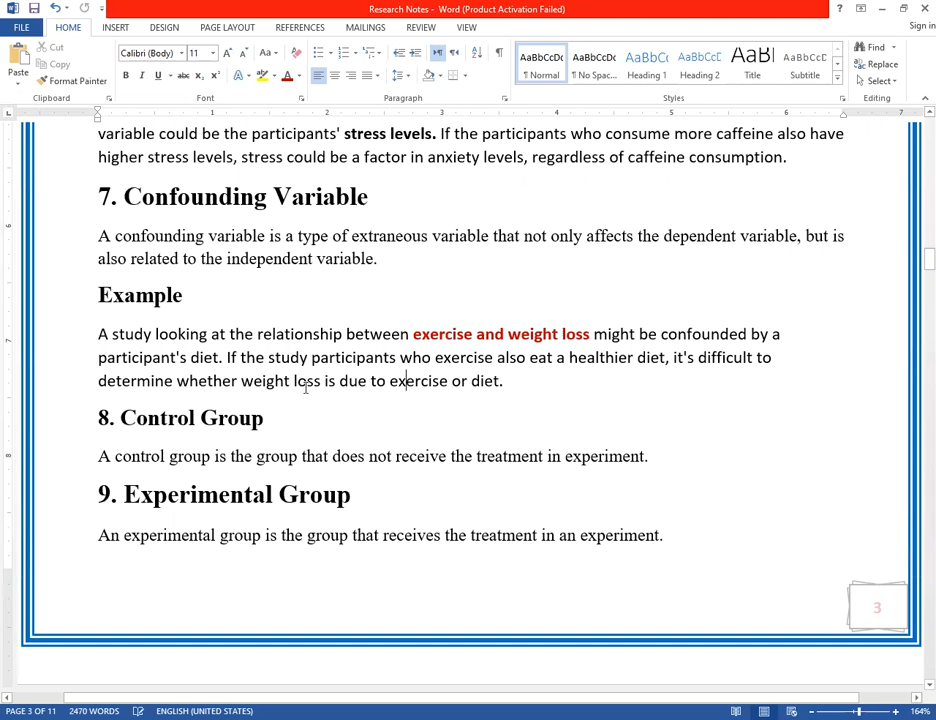 Research Notes - Word (Product Activation Failed)
Sign in
FILE HOME INSERT DESIGN PAGE LAYOUT REFERENCES MAILINGS REVIEW VIEW
Paste Cut Copy Format Painter
Calibri (Body) 11
AaBbCcDc AaBbCcDc AaBbCc AaBbCc AaBl AaBbCcD
¶ Normal ¶ No Spac... Heading 1 Heading 2 Title Subtitle
Find Replace Select
Clipboard Font Paragraph Styles Editing
1 2 3 4 5 6 7
variable could be the participants' stress levels. If the participants who consume more caffeine also have
higher stress levels, stress could be a factor in anxiety levels, regardless of caffeine consumption.
7. Confounding Variable
A confounding variable is a type of extraneous variable that not only affects the dependent variable, but is
also related to the independent variable.
Example
A study looking at the relationship between exercise and weight loss might be confounded by a
participant's diet. If the study participants who exercise also eat a healthier diet, it's difficult to
determine whether weight loss is due to exercise or diet.
8. Control Group
A control group is the group that does not receive the treatment in experiment.
9. Experimental Group
An experimental group is the group that receives the treatment in an experiment.
3
PAGE 3 OF 11 2470 WORDS ENGLISH (UNITED STATES) 164%